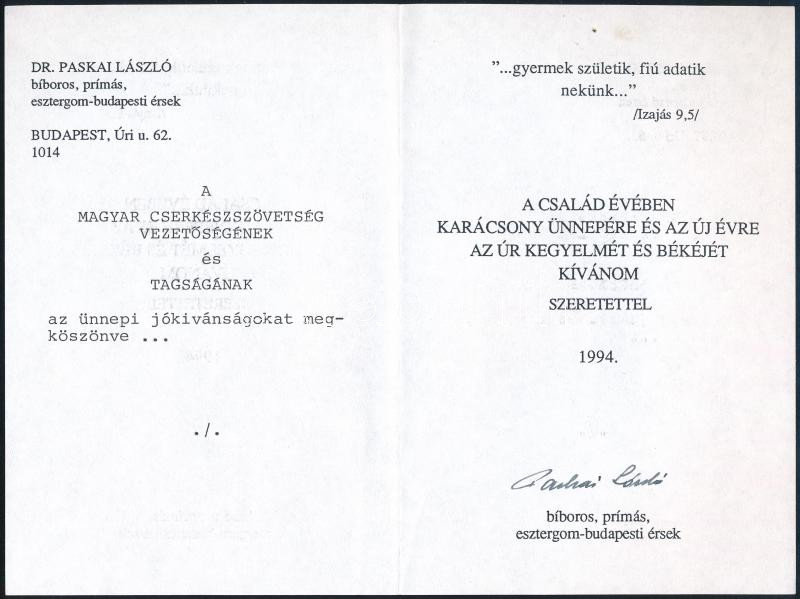 DR. PASKAI LÁSZLÓ
bíboros, prímás,
esztergom-budapesti érsek
BUDAPEST, Úri u. 62.
1014
A
MAGYAR CSERKÉSZSZÖVETSÉG
VEZETŐSÉGÉNEK
és
TAGSÁGÁNAK
az ünnepi jókivánságokat meg-
köszönve ...
./.
"...gyermek születik, fiú adatik
nekünk..."
/Izajás 9,5/
A CSALÁD ÉVÉBEN
KARÁCSONY ÜNNEPÉRE ÉS AZ ÚJ ÉVRE
AZ ÚR KEGYELMÉT ÉS BÉKÉJÉT
KÍVÁNOM
SZERETETTEL
1994.
Paskai László
bíboros, prímás,
esztergom-budapesti érsek